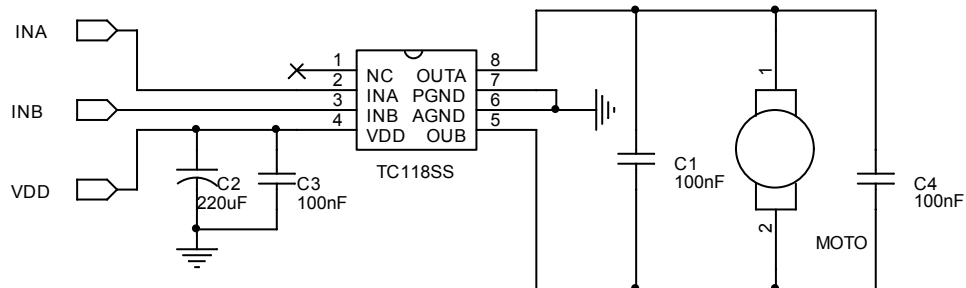 INA
INB
VDD
1
2
3
4
NC
INA
INB
VDD
OUTA
PGND
AGND
OUB
8
7
6
5
TC118SS
C2
220uF
C3
100nF
C1
100nF
1
2
MOTO
C4
100nF